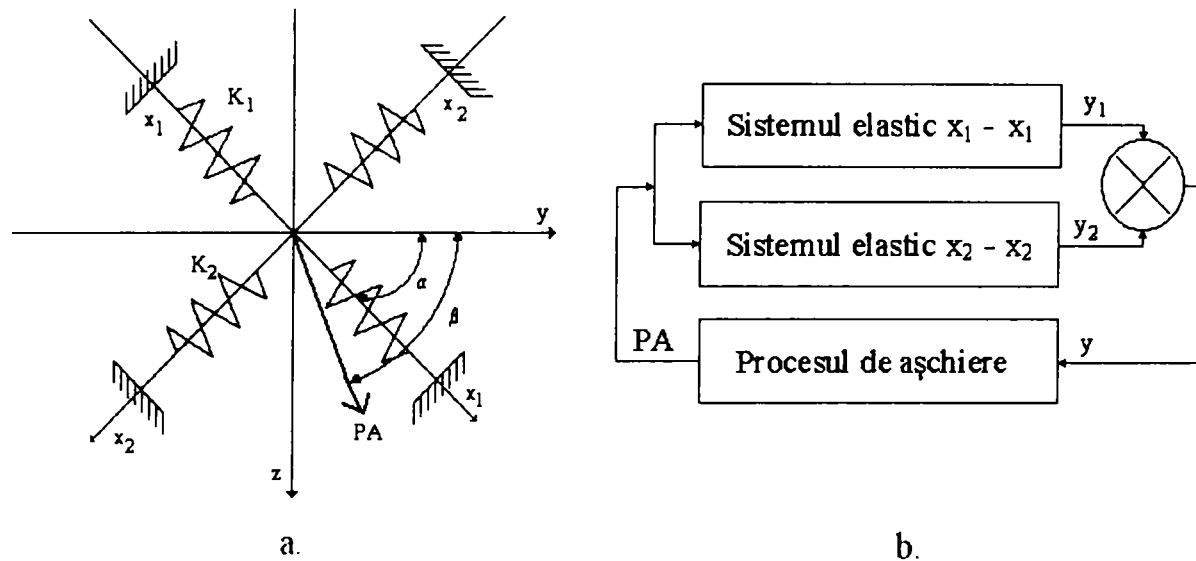 K₁
x₁
x₂
y
K₂
α
β
x₁
PA
x₂
z
a.
Sistemul elastic x₁ - x₁
y₁
Sistemul elastic x₂ - x₂
y₂
PA
Procesul de așchiere
y
b.